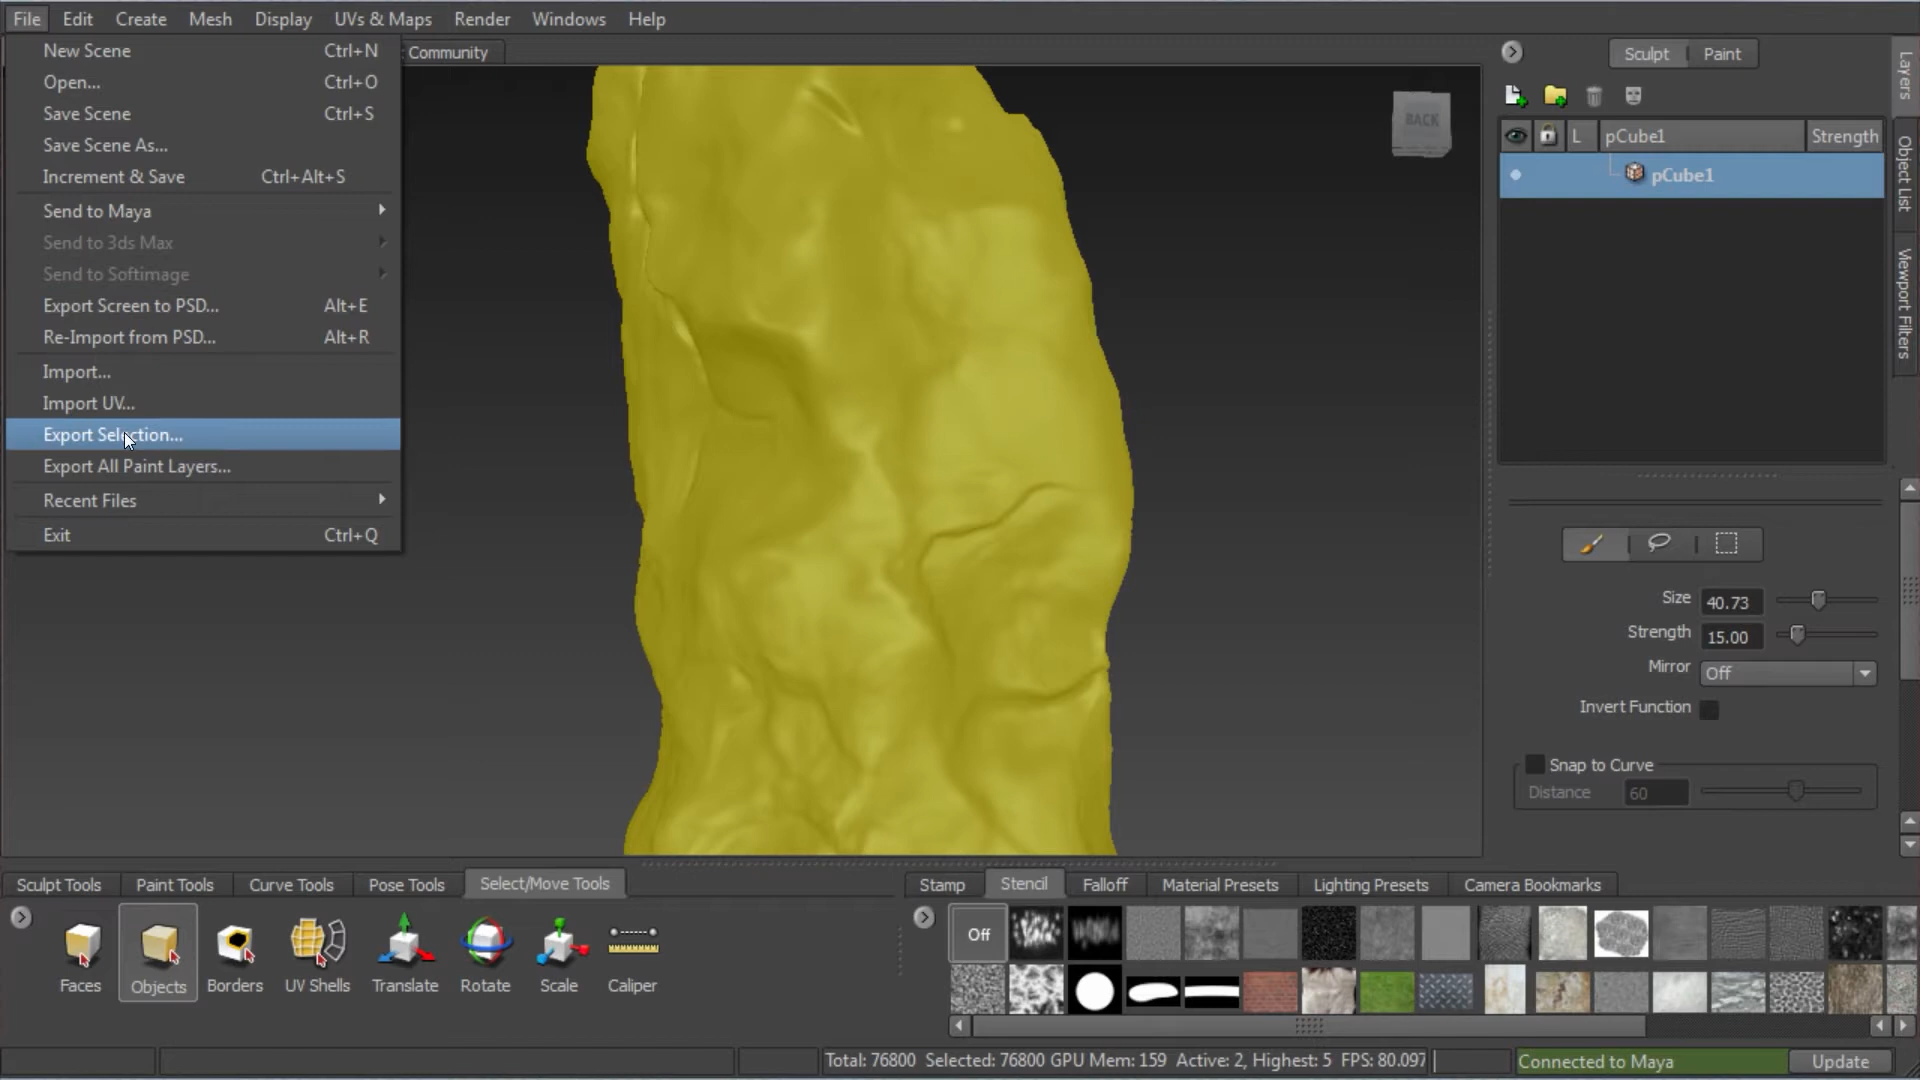 File Edit Create Mesh Display UVs & Maps Render Windows Help
New Scene Ctrl+N
Open... Ctrl+O
Save Scene Ctrl+S
Save Scene As...
Increment & Save Ctrl+Alt+S
Send to Maya
Send to 3ds Max
Send to Softimage
Export Screen to PSD... Alt+E
Re-Import from PSD... Alt+R
Import...
Import UV...
Export Selection...
Export All Paint Layers...
Recent Files
Exit Ctrl+Q
Community
BACK
Sculpt Paint
L pCube1 Strength
pCube1
Layers
Object List
Viewport Filters
Size 40.73
Strength 15.00
Mirror Off
Invert Function
Snap to Curve
Distance 60
Sculpt Tools Paint Tools Curve Tools Pose Tools Select/Move Tools
Faces Objects Borders UV Shells Translate Rotate Scale Caliper
Stamp Stencil Falloff Material Presets Lighting Presets Camera Bookmarks
Off
Total: 76800 Selected: 76800 GPU Mem: 159 Active: 2, Highest: 5 FPS: 80.097
Connected to Maya Update